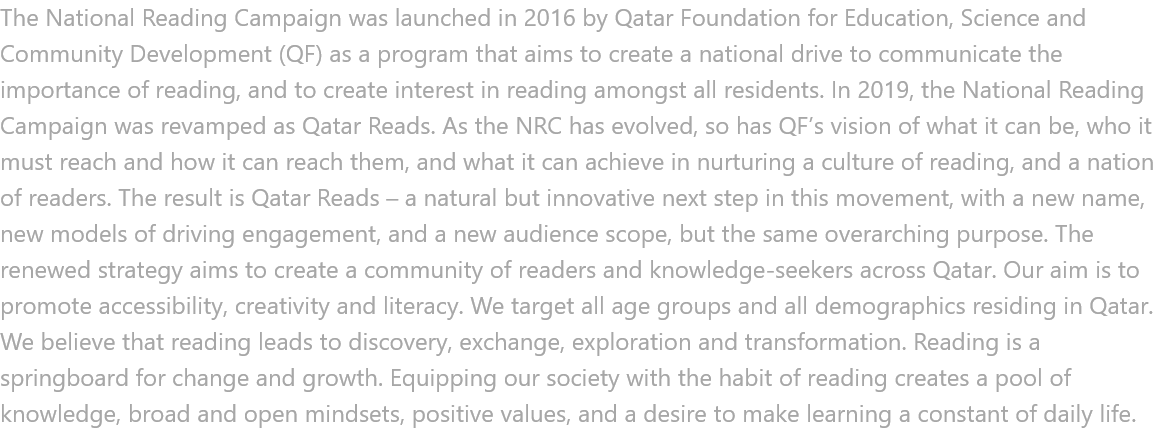 The National Reading Campaign was launched in 2016 by Qatar Foundation for Education, Science and
Community Development (QF) as a program that aims to create a national drive to communicate the
importance of reading, and to create interest in reading amongst all residents. In 2019, the National Reading
Campaign was revamped as Qatar Reads. As the NRC has evolved, so has QF’s vision of what it can be, who it
must reach and how it can reach them, and what it can achieve in nurturing a culture of reading, and a nation
of readers. The result is Qatar Reads – a natural but innovative next step in this movement, with a new name,
new models of driving engagement, and a new audience scope, but the same overarching purpose. The
renewed strategy aims to create a community of readers and knowledge-seekers across Qatar. Our aim is to
promote accessibility, creativity and literacy. We target all age groups and all demographics residing in Qatar.
We believe that reading leads to discovery, exchange, exploration and transformation. Reading is a
springboard for change and growth. Equipping our society with the habit of reading creates a pool of
knowledge, broad and open mindsets, positive values, and a desire to make learning a constant of daily life.